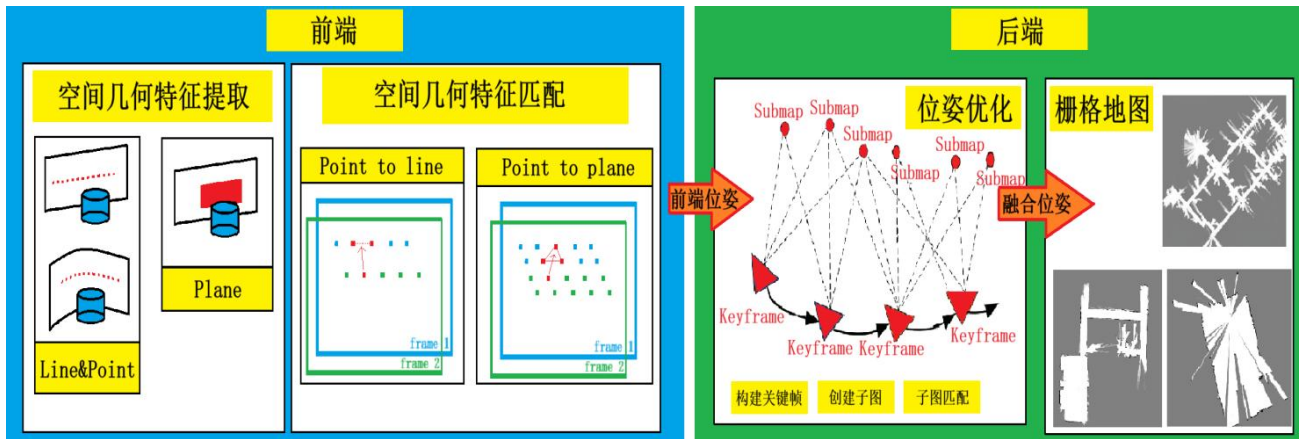 前端
空间几何特征提取
Line&Point
Plane
空间几何特征匹配
Point to line
frame 1
frame 2
Point to plane
frame 1
frame 2
前端位姿
后端
位姿优化
Submap
Submap
Submap
Submap
Submap
Submap
Keyframe
Keyframe
Keyframe
Keyframe
构建关键帧
创建子图
子图匹配
融合位姿
栅格地图